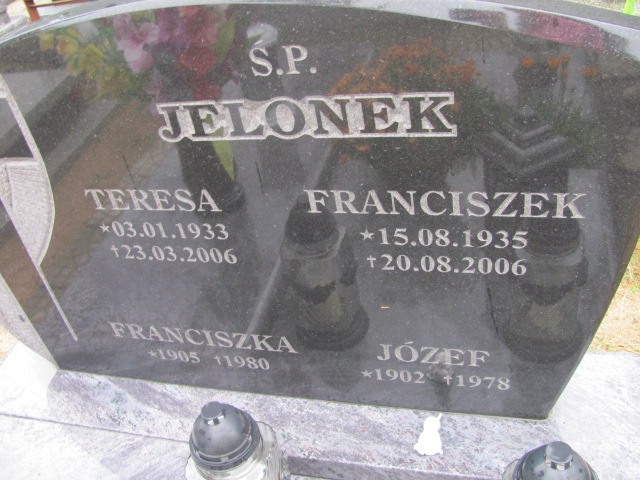 Ś.P.
JELONEK
TERESA
*03.01.1933
†23.03.2006
FRANCISZEK
*15.08.1935
†20.08.2006
FRANCISZKA
*1905 †1980
JÓZEF
*1902 †1978